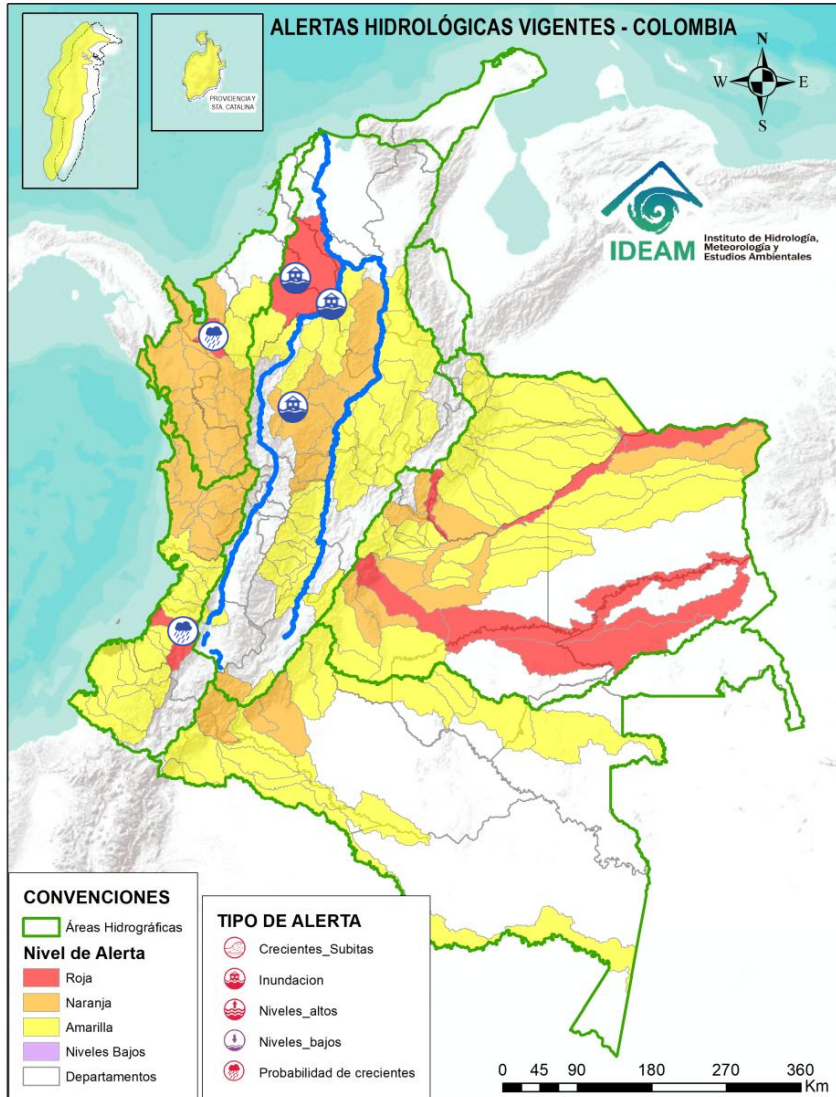 ALERTAS HIDROLÓGICAS VIGENTES - COLOMBIA
PROVIDENCIA Y
STA. CATALINA
N
W
E
S
IDEAM
Instituto de Hidrología,
Meteorología y
Estudios Ambientales
CONVENCIONES
Áreas Hidrográficas
Nivel de Alerta
Roja
Naranja
Amarilla
Niveles Bajos
Departamentos
TIPO DE ALERTA
Crecientes_Subitas
Inundacion
Niveles_altos
Niveles_bajos
Probabilidad de crecientes
0 45 90 180 270 360
Km